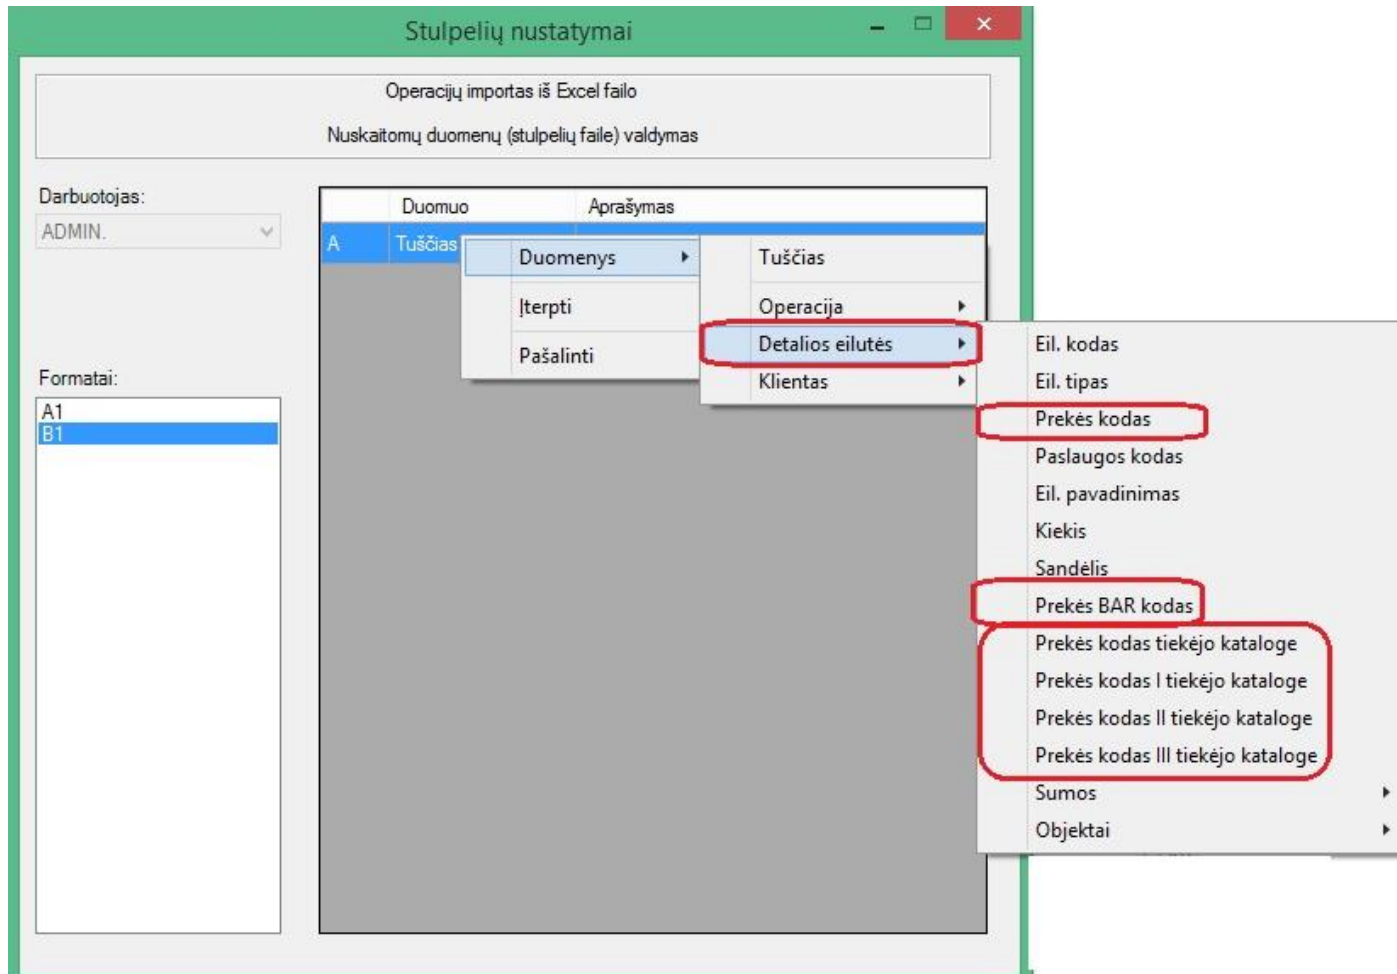 Stulpelių nustatymai
Operacijų importas iš Excel failo
Nuskaitomų duomenų (stulpelių faile) valdymas
Darbuotojas:
ADMIN.
Formatai:
A1
B1
Duomuo Aprašymas
A Tuščias
Duomenys
Įterpti
Pašalinti
Tuščias
Operacija
Detalios eilutės
Klientas
Eil. kodas
Eil. tipas
Prekės kodas
Paslaugos kodas
Eil. pavadinimas
Kiekis
Sandėlis
Prekės BAR kodas
Prekės kodas tiekėjo kataloge
Prekės kodas I tiekėjo kataloge
Prekės kodas II tiekėjo kataloge
Prekės kodas III tiekėjo kataloge
Sumos
Objektai